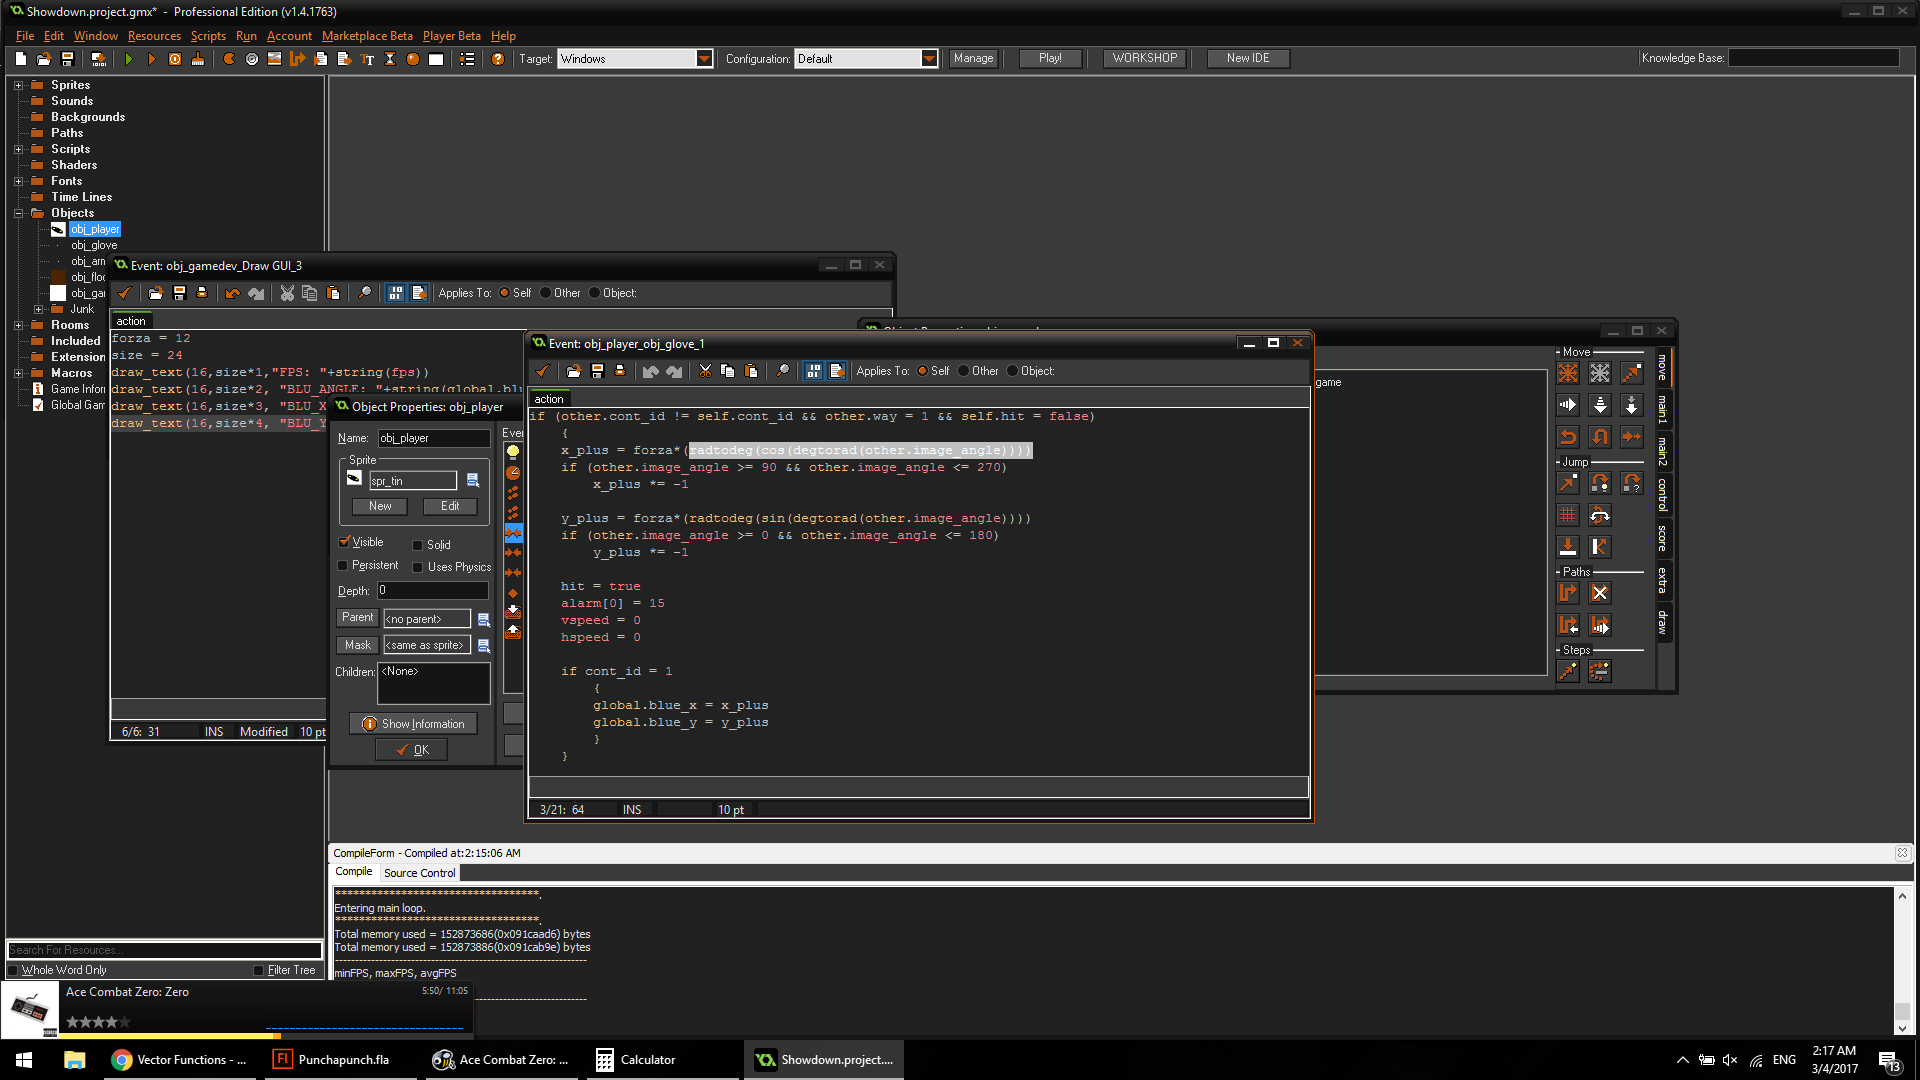 Showdown.project.gmx*  -  Professional Edition (v1.4.1763)
File Edit Window Resources Scripts Run Account Marketplace Beta Player Beta Help
Target: Windows Configuration: Default Manage Play! WORKSHOP New IDE Knowledge Base:
Sprites
Sounds
Backgrounds
Paths
Scripts
Shaders
Fonts
Time Lines
Objects
obj_player
obj_glove
obj_arm
obj_floo
obj_gar
Junk
Rooms
Included
Extension
Macros
Game Infor
Global Gam
Search For Resources...
Whole Word Only Filter Tree
Event: obj_gamedev_Draw GUI_3
Applies To: Self Other Object:
action
forza = 12
size = 24
draw_text(16,size*1,"FPS: "+string(fps))
draw_text(16,size*2, "BLU_ANGLE: "+string(global.blu
draw_text(16,size*3, "BLU_X
draw_text(16,size*4, "BLU_Y
6/6: 31 INS Modified 10 pt
Object Properties: obj_player
Name: obj_player
Sprite
spr_tin
New Edit
Visible Solid
Persistent Uses Physics
Depth: 0
Parent <no parent>
Mask <same as sprite>
Children: <None>
Show Information
OK
Eve
Event: obj_player_obj_glove_1
Applies To: Self Other Object:
action
if (other.cont_id != self.cont_id && other.way = 1 && self.hit = false)
{
x_plus = forza*(radtodeg(cos(degtorad(other.image_angle))))
if (other.image_angle >= 90 && other.image_angle <= 270)
x_plus *= -1
y_plus = forza*(radtodeg(sin(degtorad(other.image_angle))))
if (other.image_angle >= 0 && other.image_angle <= 180)
y_plus *= -1
hit = true
alarm[0] = 15
vspeed = 0
hspeed = 0
if cont_id = 1
{
global.blue_x = x_plus
global.blue_y = y_plus
}
}
3/21: 64 INS 10 pt
game
Move
Jump
Paths
Steps
move
main1
main2
control
score
extra
draw
CompileForm - Compiled at:2:15:06 AM
Compile Source Control
***********************************.
Entering main loop.
***********************************.
Total memory used = 152873686(0x091caad6) bytes
Total memory used = 152873886(0x091cab9e) bytes
minFPS, maxFPS, avgFPS
Ace Combat Zero: Zero 5:50/ 11:05
Vector Functions - ... Punchapunch.fla Ace Combat Zero: ... Calculator Showdown.project....
ENG 2:17 AM
3/4/2017
13